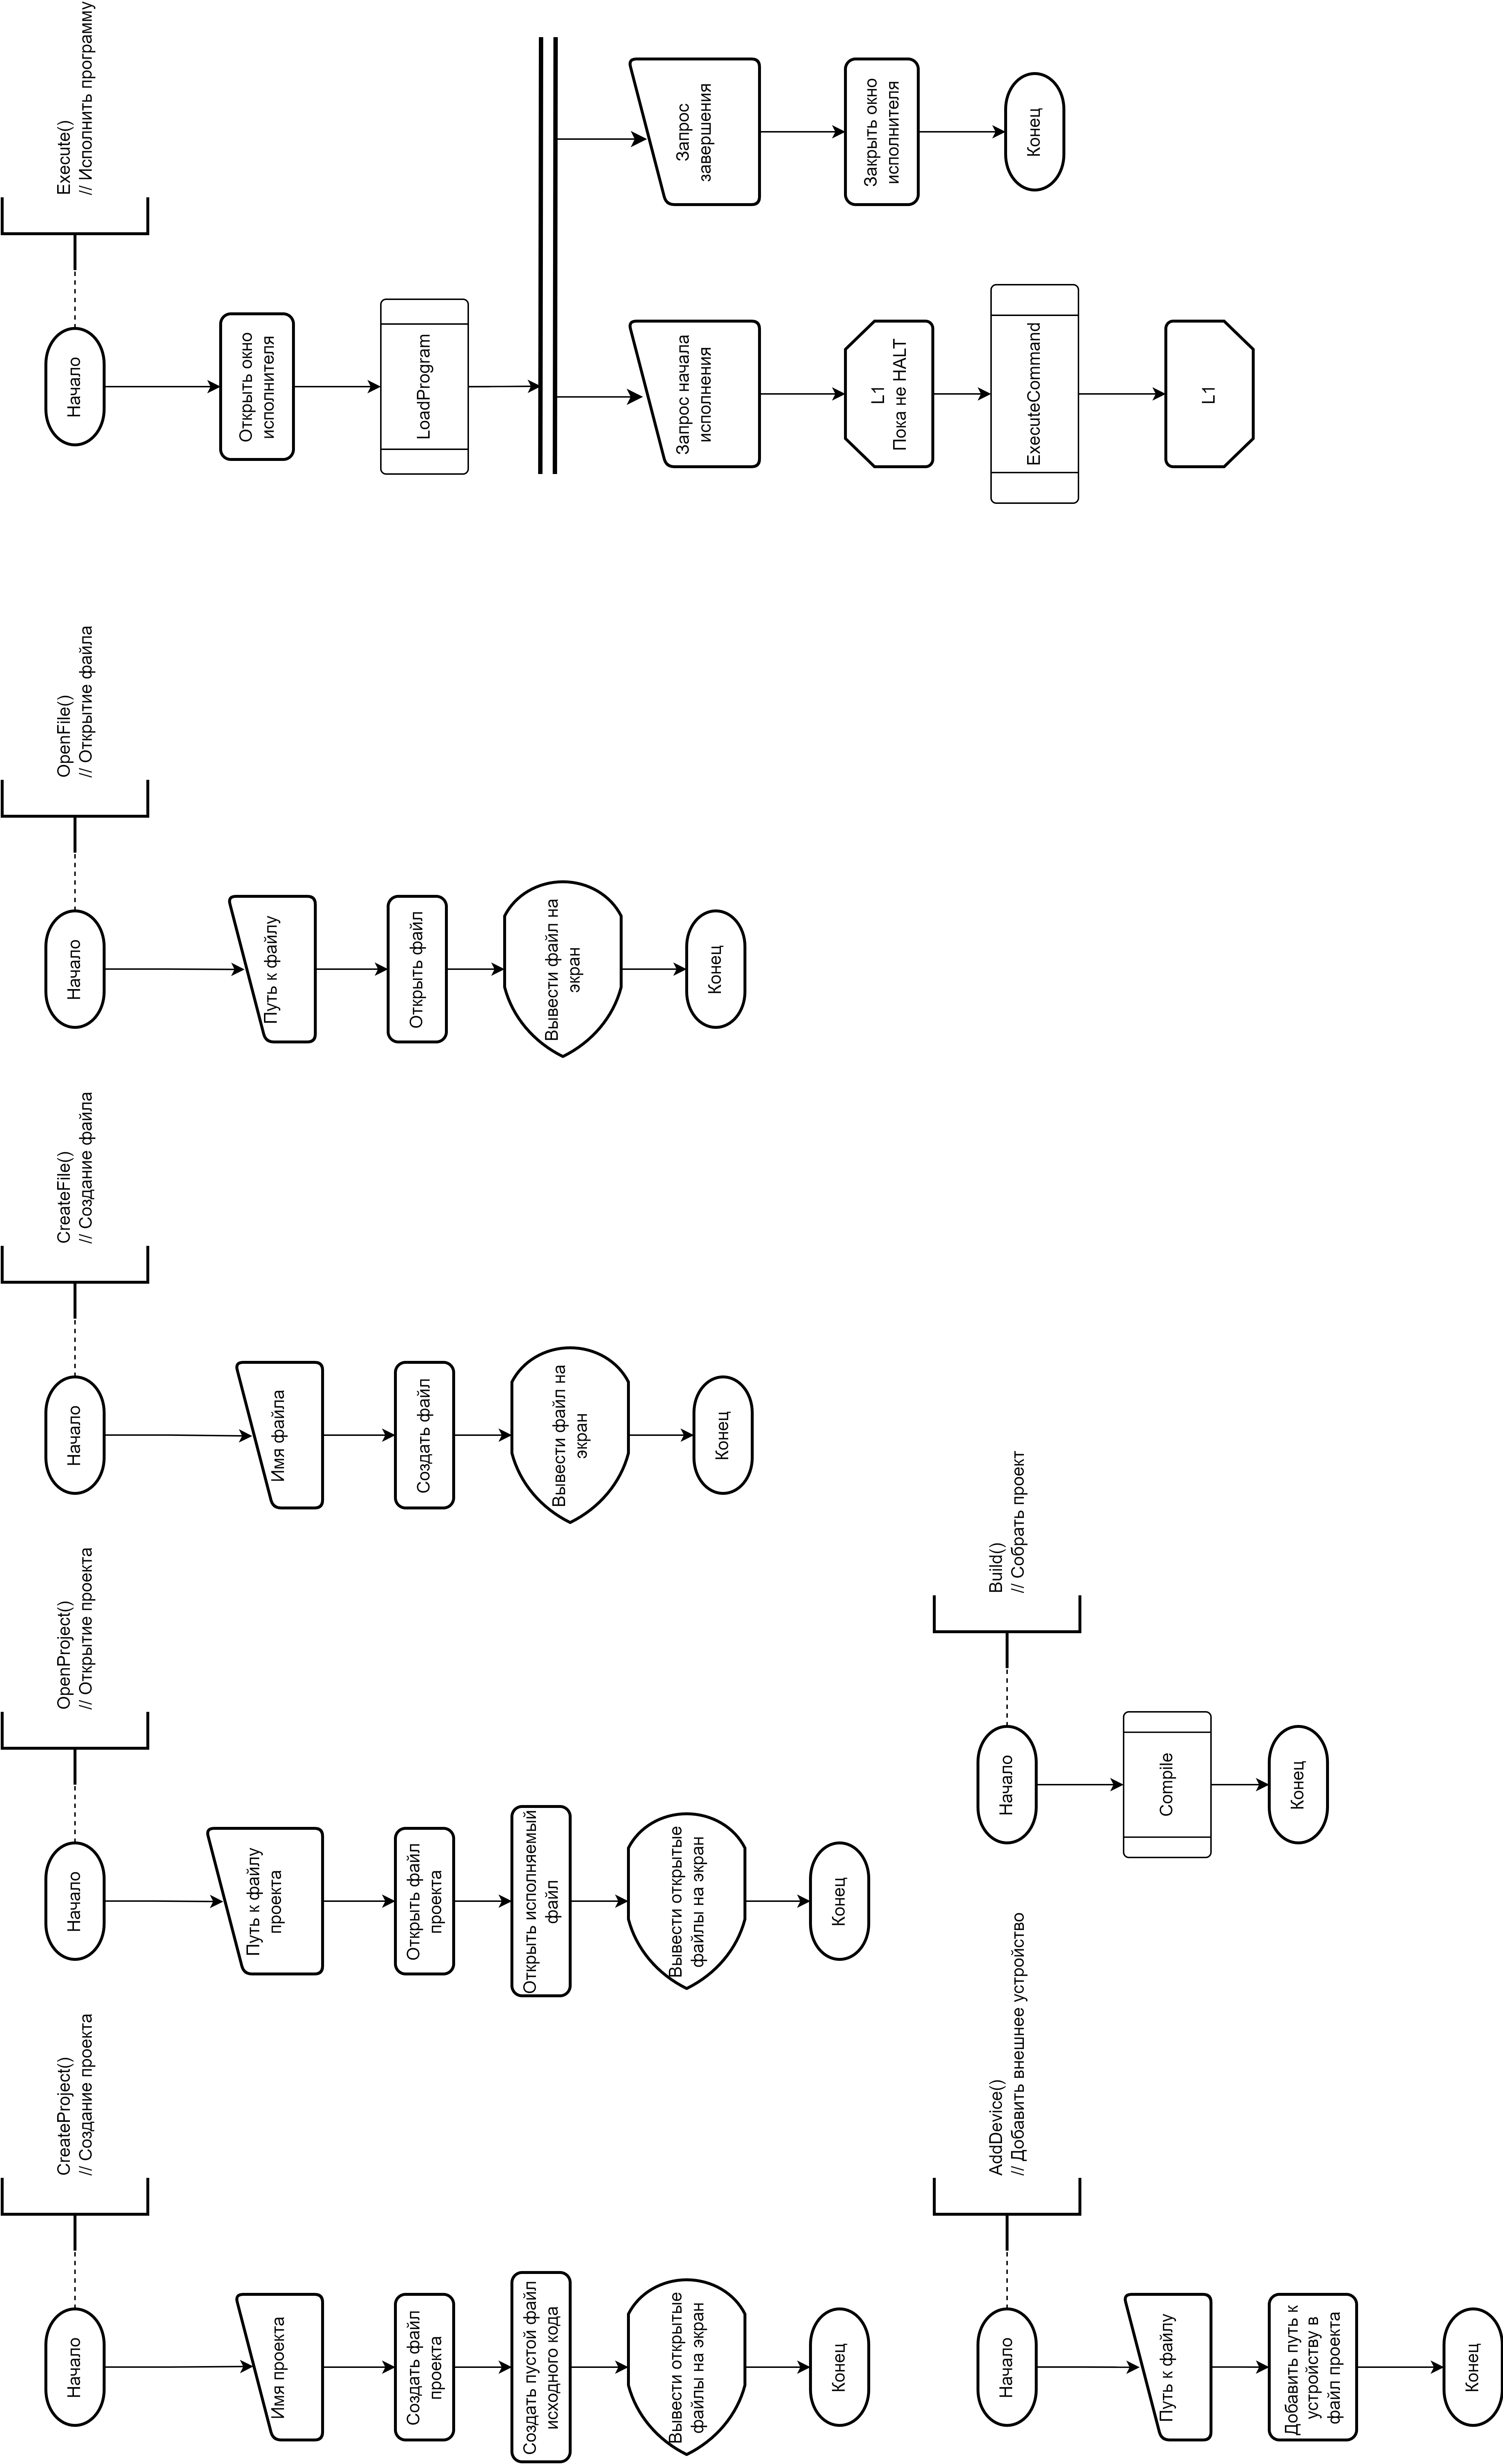 Начало
CreateProject()
// Создание проекта
Имя проекта
Создать файл
проекта
Создать пустой файл
исходного кода
Вывести открытые
файлы на экран
Конец
Начало
OpenProject()
// Открытие проекта
Путь к файлу
проекта
Открыть файл
проекта
Открыть исполняемый
файл
Вывести открытые
файлы на экран
Конец
Начало
CreateFile()
// Создание файла
Имя файла
Создать файл
Вывести файл на
экран
Конец
Начало
OpenFile()
// Открытие файла
Путь к файлу
Открыть файл
Вывести файл на
экран
Конец
Начало
Execute()
// Исполнить программу
Открыть окно
исполнителя
LoadProgram
Запрос начала
исполнения
L1
Пока не HALT
ExecuteCommand
L1
Запрос
завершения
Закрыть окно
исполнителя
Конец
Начало
AddDevice()
// Добавить внешнее устройство
Путь к файлу
Добавить путь к
устройству в
файл проекта
Конец
Начало
Build()
// Собрать проект
Compile
Конец